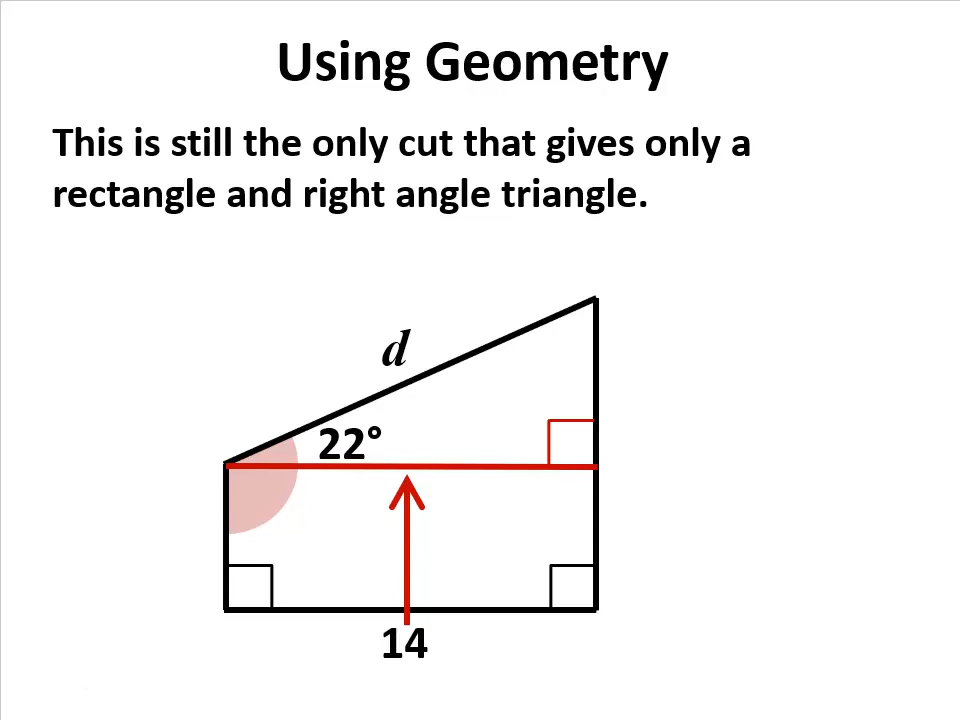 Using Geometry
This is still the only cut that gives only a
rectangle and right angle triangle.
d
22°
14